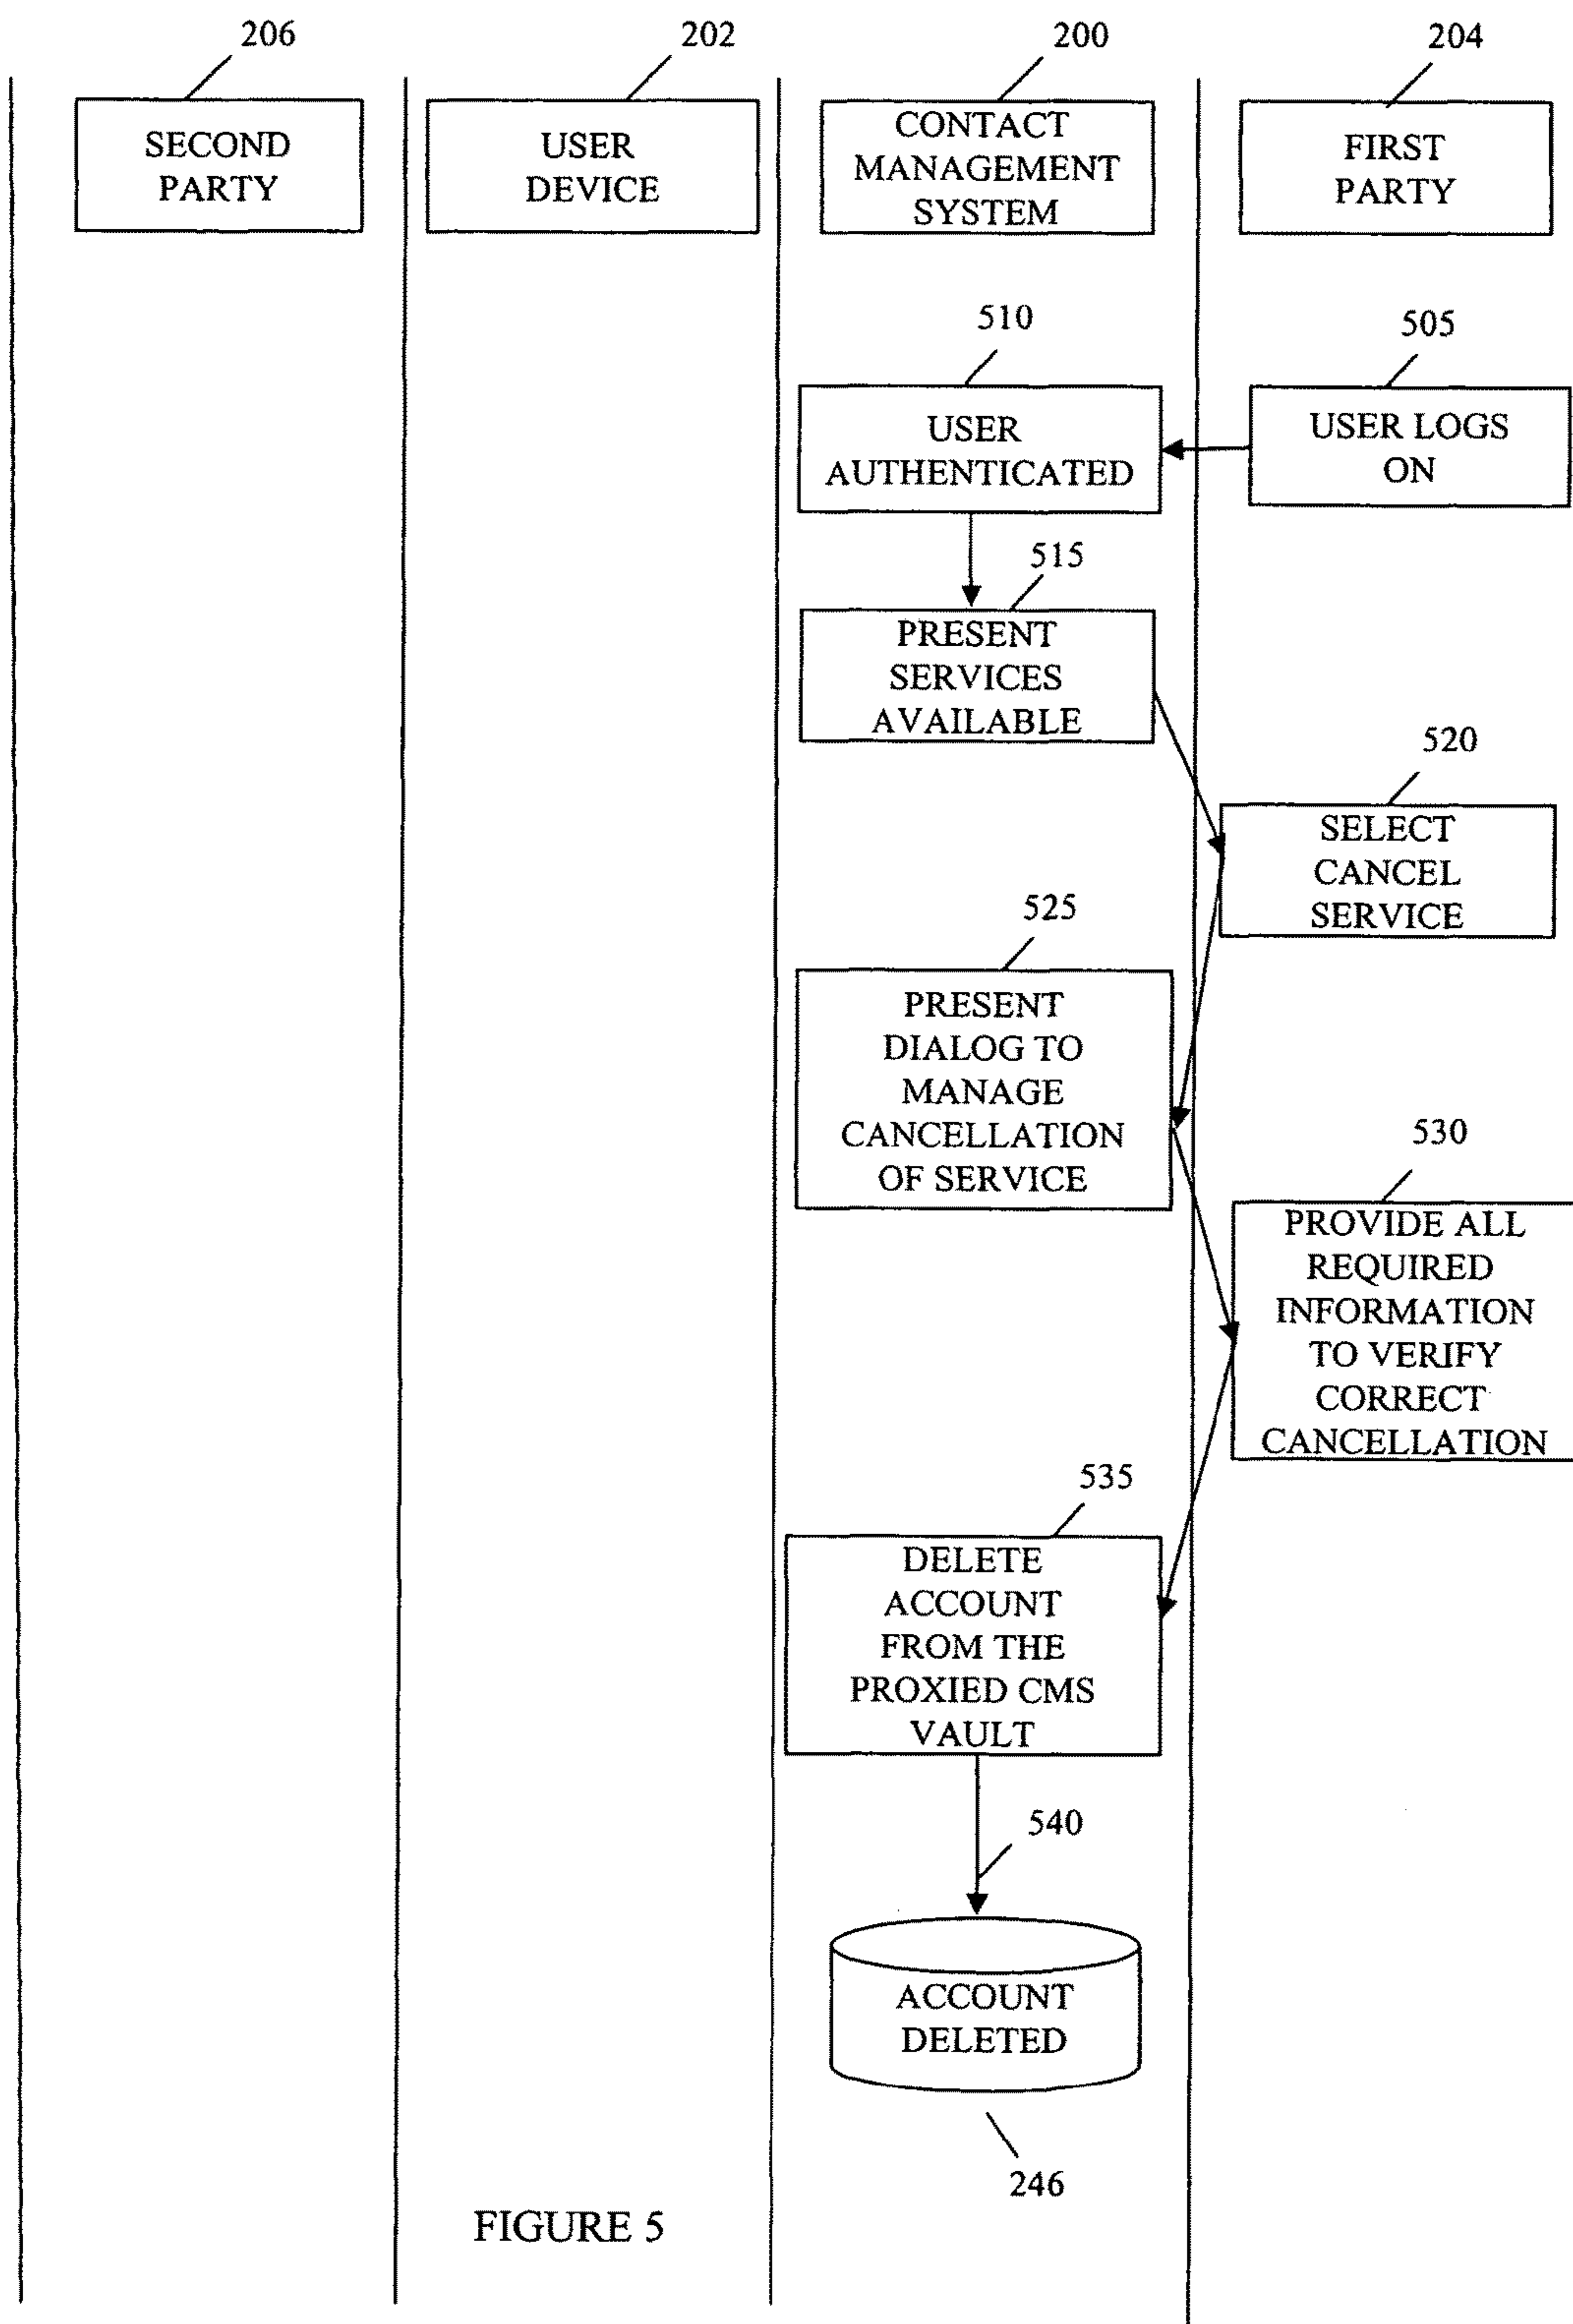 206
202
200
204
SECOND
PARTY
USER
DEVICE
CONTACT
MANAGEMENT
SYSTEM
FIRST
PARTY
510
505
USER
AUTHENTICATED
USER LOGS
ON
515
PRESENT
SERVICES
AVAILABLE
520
SELECT
CANCEL
SERVICE
525
PRESENT
DIALOG TO
MANAGE
CANCELLATION
OF SERVICE
530
PROVIDE ALL
REQUIRED
INFORMATION
TO VERIFY
CORRECT
CANCELLATION
535
DELETE
ACCOUNT
FROM THE
PROXIED CMS
VAULT
540
ACCOUNT
DELETED
246
FIGURE 5